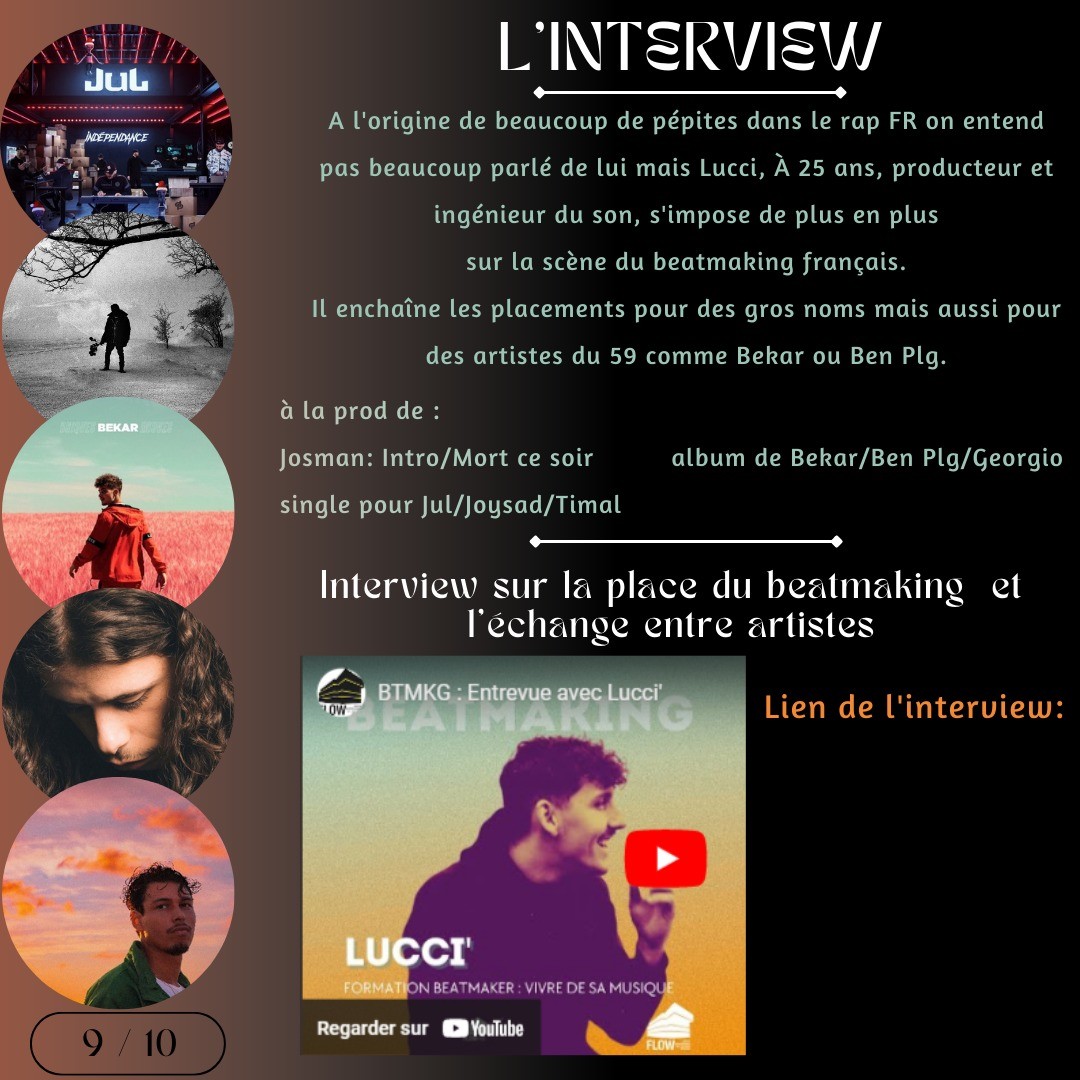 L'INTERVIEW
A l'origine de beaucoup de pépites dans le rap FR on entend
pas beaucoup parlé de lui mais Lucci, À 25 ans, producteur et
ingénieur du son, s'impose de plus en plus
sur la scène du beatmaking français.
Il enchaîne les placements pour des gros noms mais aussi pour
des artistes du 59 comme Bekar ou Ben Plg.
à la prod de :
Josman: Intro/Mort ce soir album de Bekar/Ben Plg/Georgio
single pour Jul/Joysad/Timal
Interview sur la place du beatmaking et
l'échange entre artistes
BTMKG : Entrevue avec Lucci'
BEATMAKING
Lien de l'interview:
LUCCI'
FORMATION BEATMAKER : VIVRE DE SA MUSIQUE
Regarder sur YouTube
FLOW
JUL
INDÉPENDANCE
BEKAR
9 / 10